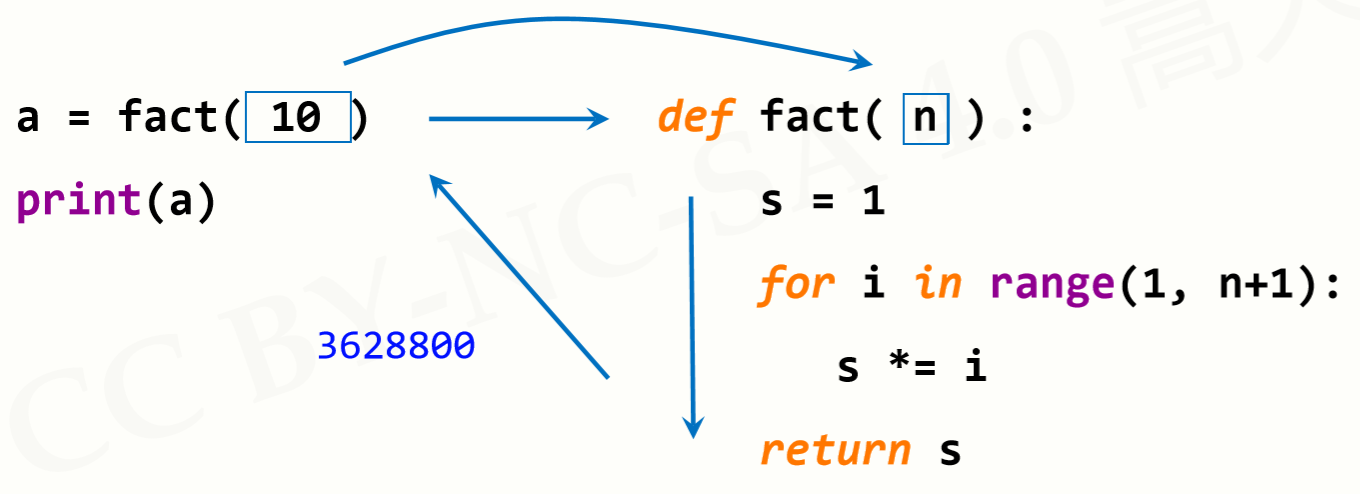 a = fact( 10 )
print(a)
3628800
def fact( n ) :
s = 1
for i in range(1, n+1):
s *= i
return s
CC BY-NC-SA 4.0 高